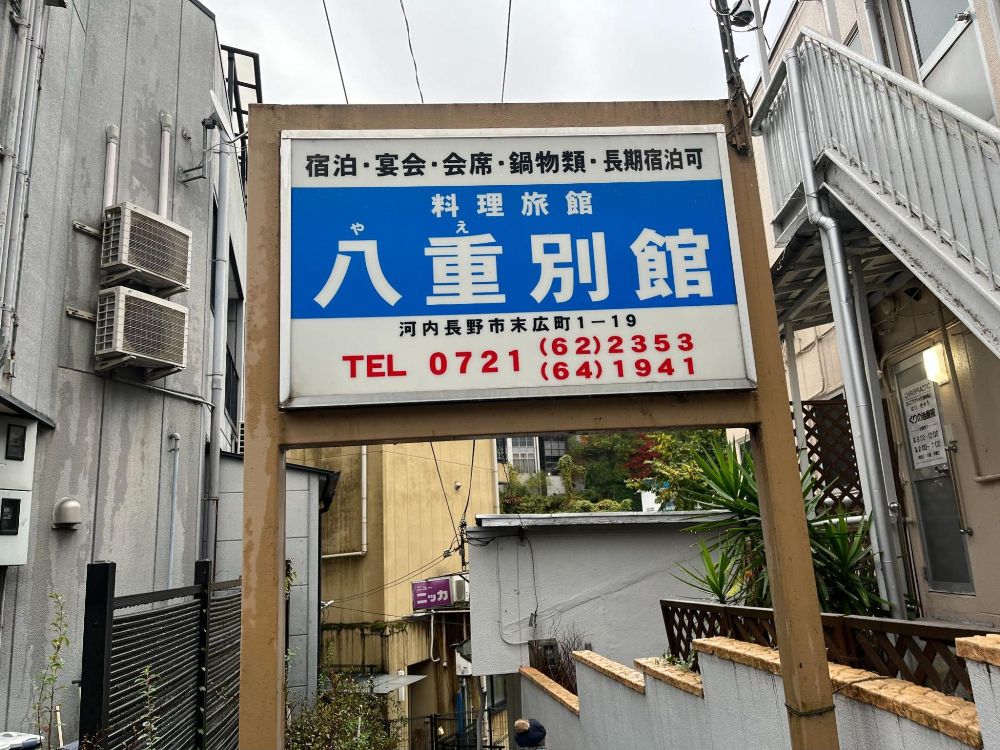 宿泊・宴会・会席・鍋物類・長期宿泊可
料理旅館
や え
八重別館
河内長野市末広町1−19
TEL 0721 (62)2353
(64)1941
ニッカ
CHIROPRACTIC